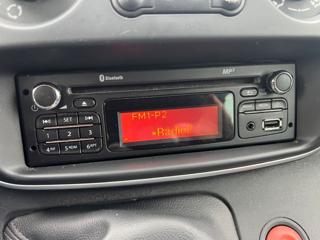 Bluetooth
MP3
FM1-P2
Radio
SET
1 2 3
4 5 6